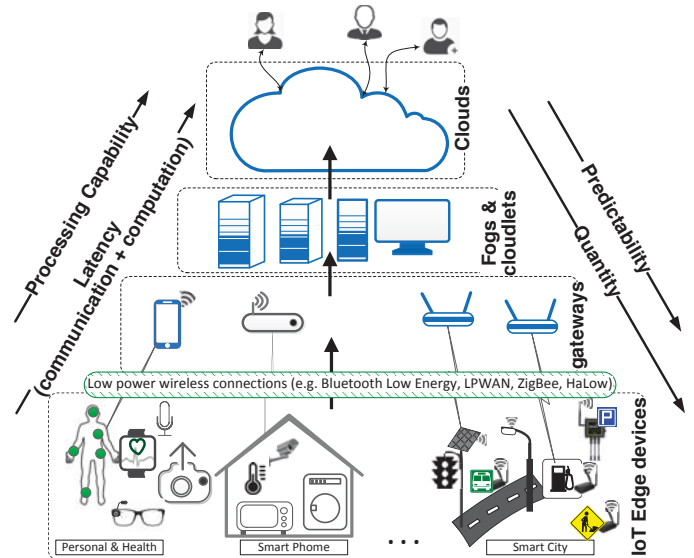 Clouds
Processing Capability
Latency
(communication + computation)
Predictability
Quantity
Fogs &
cloudlets
gateways
Low power wireless connections (e.g. Bluetooth Low Energy, LPWAN, ZigBee, HaLow)
P
IoT Edge devices
Personal & Health
Smart Phome
...
Smart City